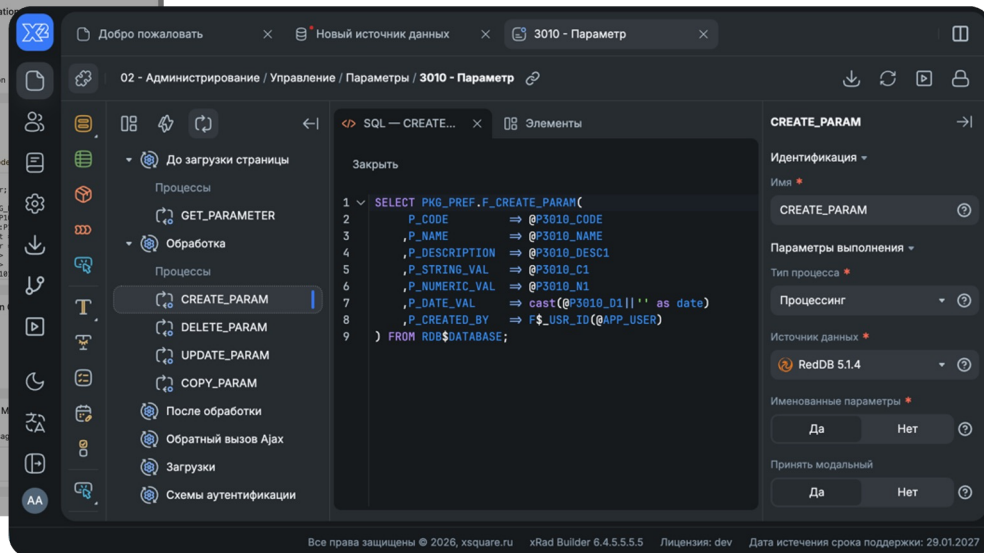 Добро пожаловать
Новый источник данных
3010 - Параметр
02 - Администрирование / Управление / Параметры / 3010 - Параметр
SQL — CREATE...
Элементы
CREATE_PARAM
До загрузки страницы
Процессы
GET_PARAMETER
Обработка
Процессы
CREATE_PARAM
DELETE_PARAM
UPDATE_PARAM
COPY_PARAM
После обработки
Обратный вызов Ajax
Загрузки
Схемы аутентификации
AA
Закрыть
1 SELECT PKG_PREF.F_CREATE_PARAM(
2 P_CODE => @P3010_CODE
3 ,P_NAME => @P3010_NAME
4 ,P_DESCRIPTION => @P3010_DESC1
5 ,P_STRING_VAL => @P3010_C1
6 ,P_NUMERIC_VAL => @P3010_N1
7 ,P_DATE_VAL => cast(@P3010_D1||'' as date)
8 ,P_CREATED_BY => F$_USR_ID(@APP_USER)
9 ) FROM RDB$DATABASE;
Идентификация
Имя *
CREATE_PARAM
Параметры выполнения
Тип процесса *
Процессинг
Источник данных *
RedDB 5.1.4
Именованные параметры *
Да Нет
Принять модальный
Да Нет
Все права защищены © 2026, xsquare.ru xRad Builder 6.4.5.5.5.5 Лицензия: dev Дата истечения срока поддержки: 29.01.2027